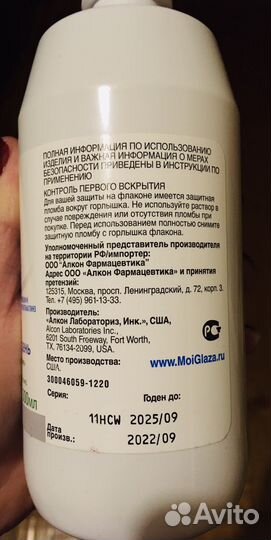 ПОЛНАЯ ИНФОРМАЦИЯ ПО ИСПОЛЬЗОВАНИЮ
ИЗДЕЛИЯ И ВАЖНАЯ ИНФОРМАЦИЯ О МЕРАХ
БЕЗОПАСНОСТИ ПРИВЕДЕНЫ В ИНСТРУКЦИИ ПО
ПРИМЕНЕНИЮ
КОНТРОЛЬ ПЕРВОГО ВСКРЫТИЯ
Для вашей защиты на флаконе имеется защитная
пломба вокруг горлышка. Не используйте раствор в
случае повреждения или отсутствия пломбы при
покупке. Перед использованием полностью снимите
защитную пломбу с горлышка флакона.
Уполномоченный представитель производителя
на территории РФ/импортер:
ООО "Алкон Фармацевтика"
Адрес ООО «Алкон Фармацевтика» и принятия
претензий:
125315, Москва, просп. Ленинградский, д. 72, корп. 3.
Тел. +7 (495) 961-13-33.
Производитель:
«Алкон Лабораториз, Инк.», США,
Alcon Laboratories Inc.,
6201 South Freeway, Fort Worth,
TX, 76134-2099, USA.
Место производства:
США.
300046059-1220
www.MoiGlaza.ru
Серия:
Годен до:
11HCW 2025/09
Дата
Произв.:
2022/09
Avito